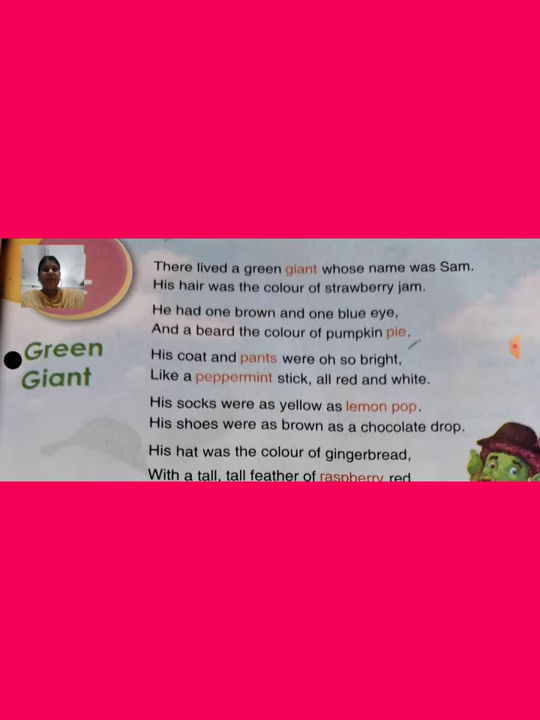 Green
Giant
There lived a green giant whose name was Sam.
His hair was the colour of strawberry jam.
He had one brown and one blue eye,
And a beard the colour of pumpkin pie.
His coat and pants were oh so bright,
Like a peppermint stick, all red and white.
His socks were as yellow as lemon pop.
His shoes were as brown as a chocolate drop.
His hat was the colour of gingerbread,
With a tall, tall feather of raspberry red